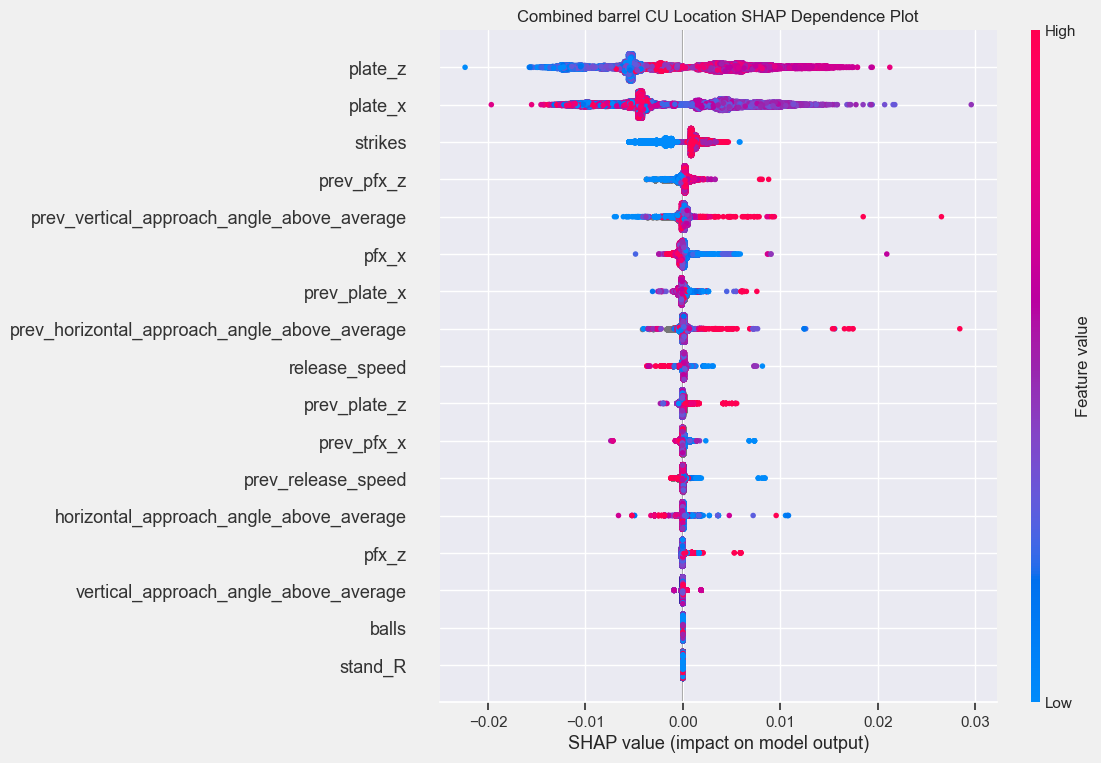 Combined barrel CU Location SHAP Dependence Plot
High
plate_z
plate_x
strikes
prev_pfx_z
prev_vertical_approach_angle_above_average
pfx_x
prev_plate_x
prev_horizontal_approach_angle_above_average
release_speed
prev_plate_z
prev_pfx_x
prev_release_speed
horizontal_approach_angle_above_average
pfx_z
vertical_approach_angle_above_average
balls
stand_R
Feature value
Low
−0.02 −0.01 0.00 0.01 0.02 0.03
SHAP value (impact on model output)